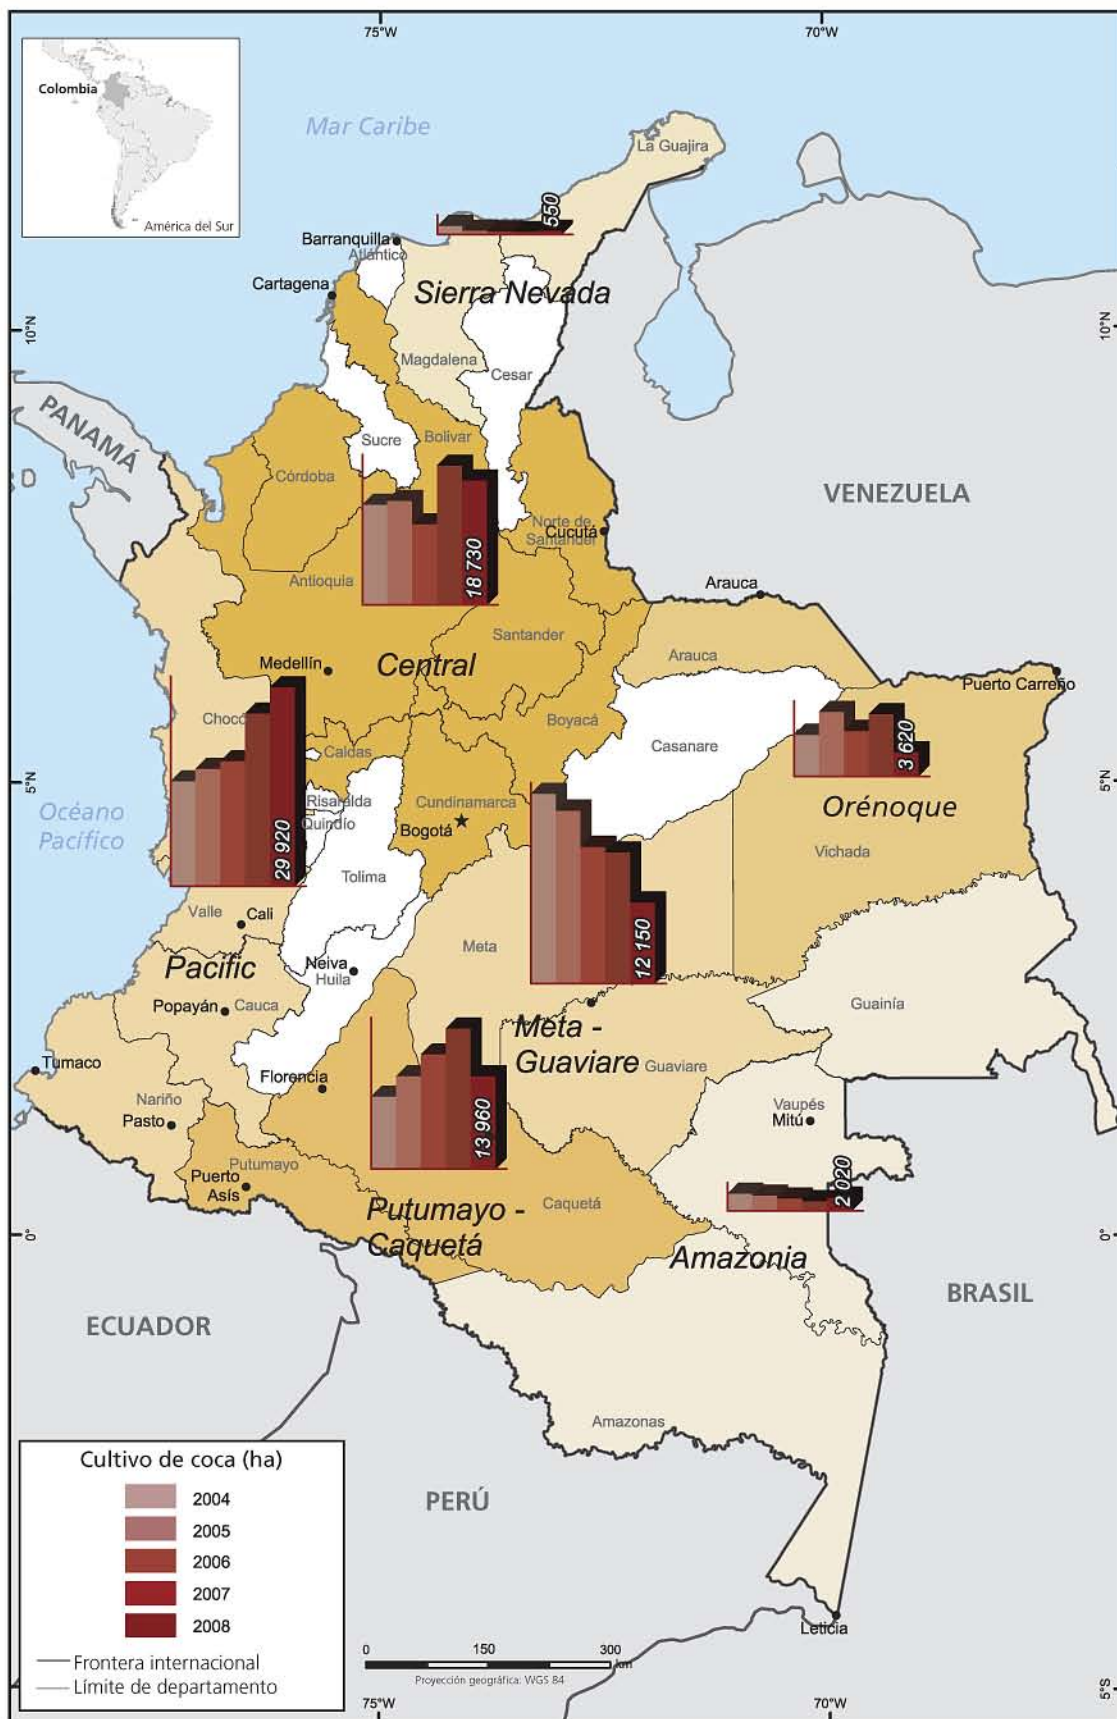 75°W
70°W
Colombia
América del Sur
Mar Caribe
La Guajira
550
Barranquilla
Atlántico
Cartagena
Sierra Nevada
10°N
10°N
Magdalena
Cesar
PANAMÁ
Sucre
Bolívar
Córdoba
VENEZUELA
Norte de
Santander
Cucutá
18 730
Antioquia
Arauca
Santander
Arauca
Medellín
Central
Puerto Carreño
Chocó
Boyacá
Casanare
3 620
Caldas
5°N
5°N
Risaralda
Cundinamarca
Orénoque
Océano
Pacífico
Quindío
Bogotá
29 920
Vichada
Tolima
Valle
Cali
12 150
Meta
Pacific
Neiva
Huila
Popayán
Cauca
Guainía
Meta -
Guaviare
Tumaco
Florencia
Guaviare
Nariño
Pasto
13 960
Vaupés
Mitú
Putumayo
Puerto
Asís
2 020
Caquetá
Putumayo -
Caquetá
0°
0°
Amazonia
BRASIL
ECUADOR
Amazonas
Cultivo de coca (ha)
2004
2005
2006
2007
2008
Frontera internacional
Límite de departamento
PERÚ
Leticia
0 150 300
km
Proyección geográfica: WGS 84
5°S
75°W
70°W